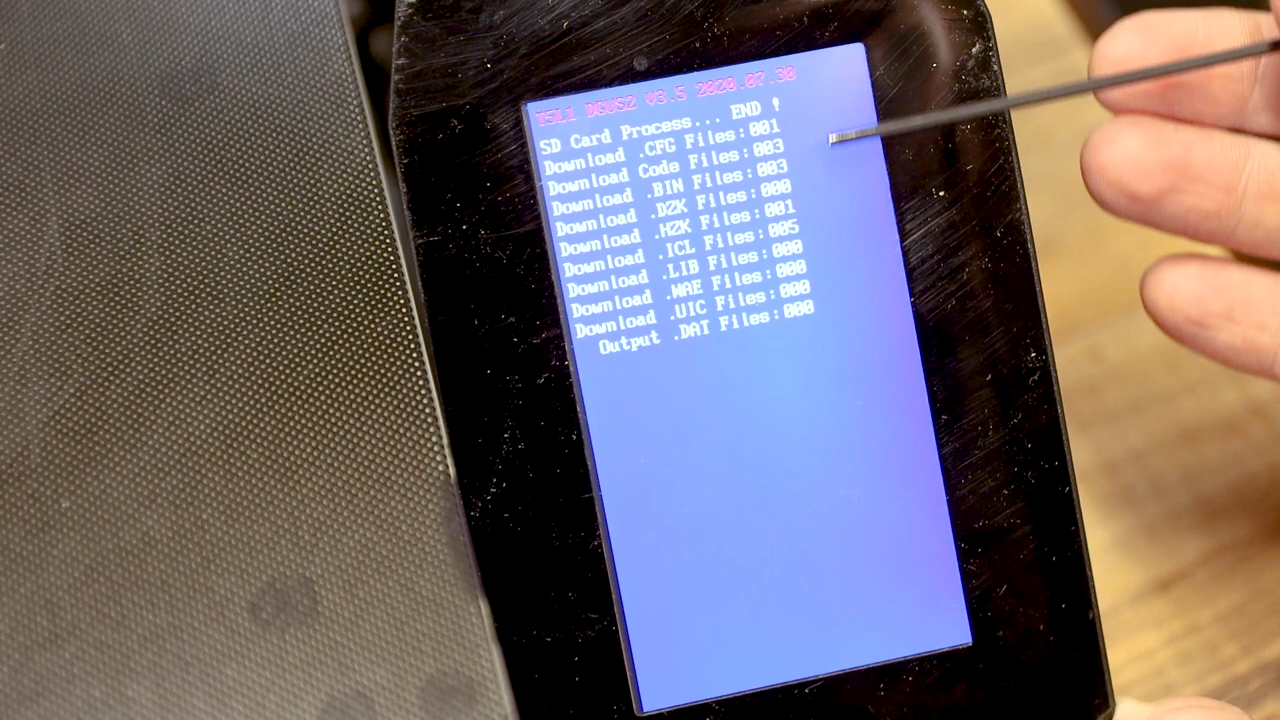 T5L1 DGUS2 V3.5 2020.07.30
SD Card Process... END !
Download .CFG Files:001
Download Code Files:003
Download .BIN Files:003
Download .DZK Files:000
Download .HZK Files:001
Download .ICL Files:005
Download .LIB Files:000
Download .WAE Files:000
Download .UIC Files:000
Output .DAT Files:000